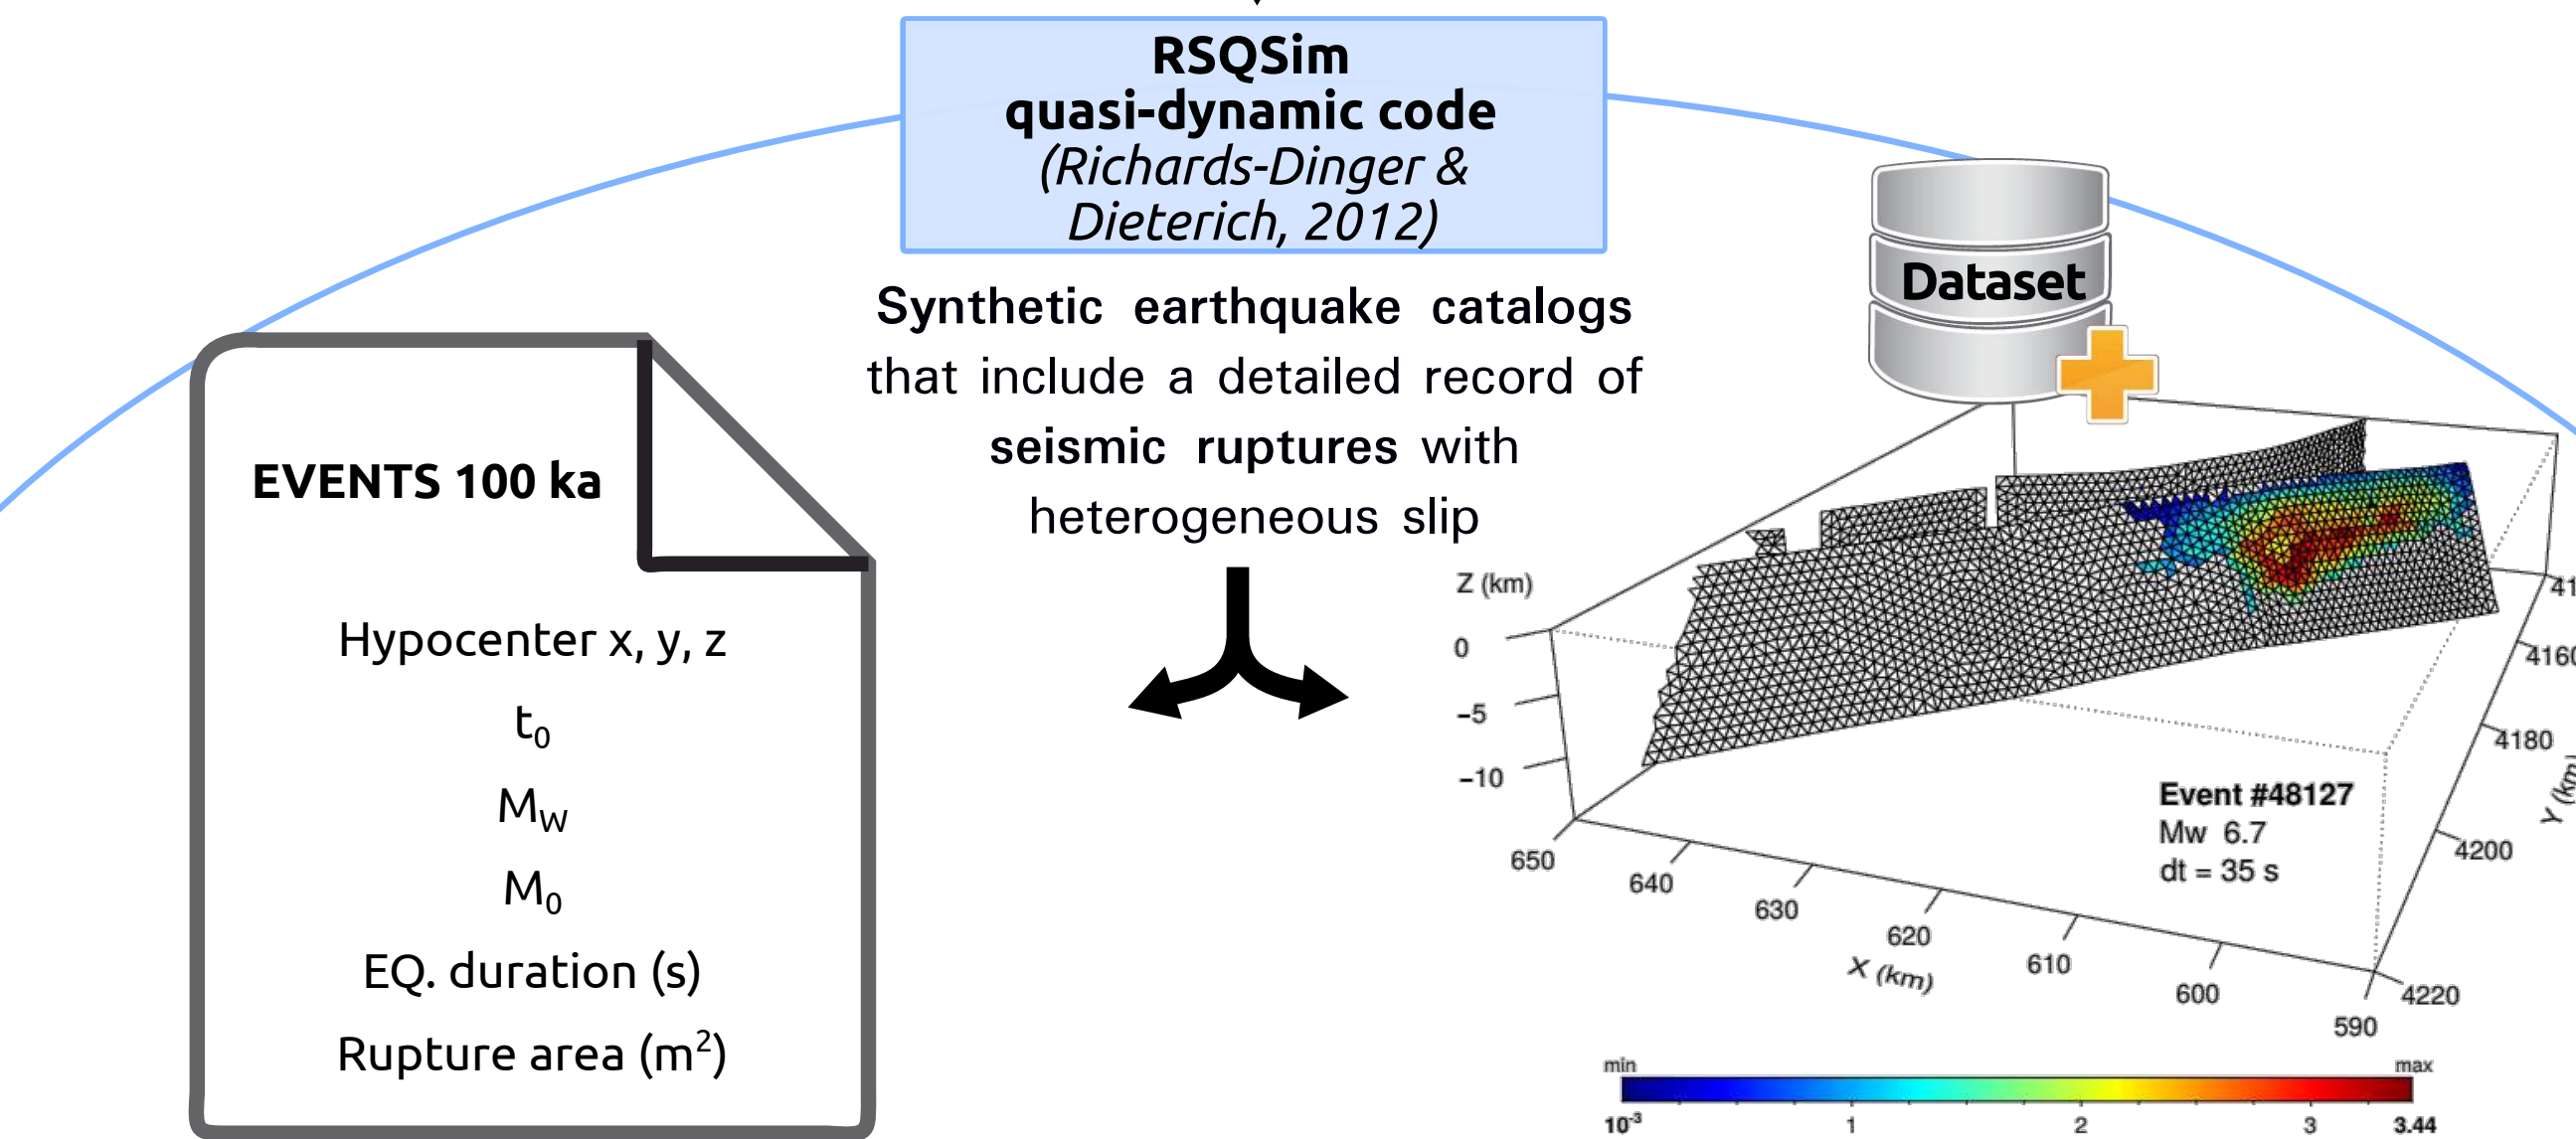 RSQSim
quasi-dynamic code
(Richards-Dinger &
Dieterich, 2012)
Synthetic earthquake catalogs
that include a detailed record of
seismic ruptures with
heterogeneous slip
EVENTS 100 ka
Hypocenter x, y, z
t₀
M_W
M₀
EQ. duration (s)
Rupture area (m²)
Dataset
Z (km)
0
−5
−10
650
640
630
620
610
600
590
X (km)
4160
4180
4200
4220
Y (km)
Event #48127
Mw 6.7
dt = 35 s
min
max
10⁻³
1
2
3
3.44